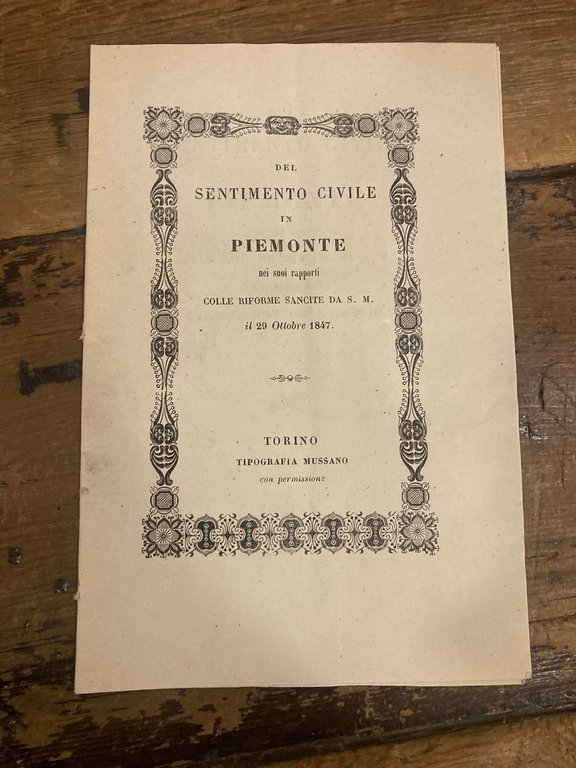 DEL
SENTIMENTO CIVILE
IN
PIEMONTE
nei suoi rapporti
COLLE RIFORME SANCITE DA S. M.
il 29 Ottobre 1847.
TORINO
TIPOGRAFIA MUSSANO
con permissione